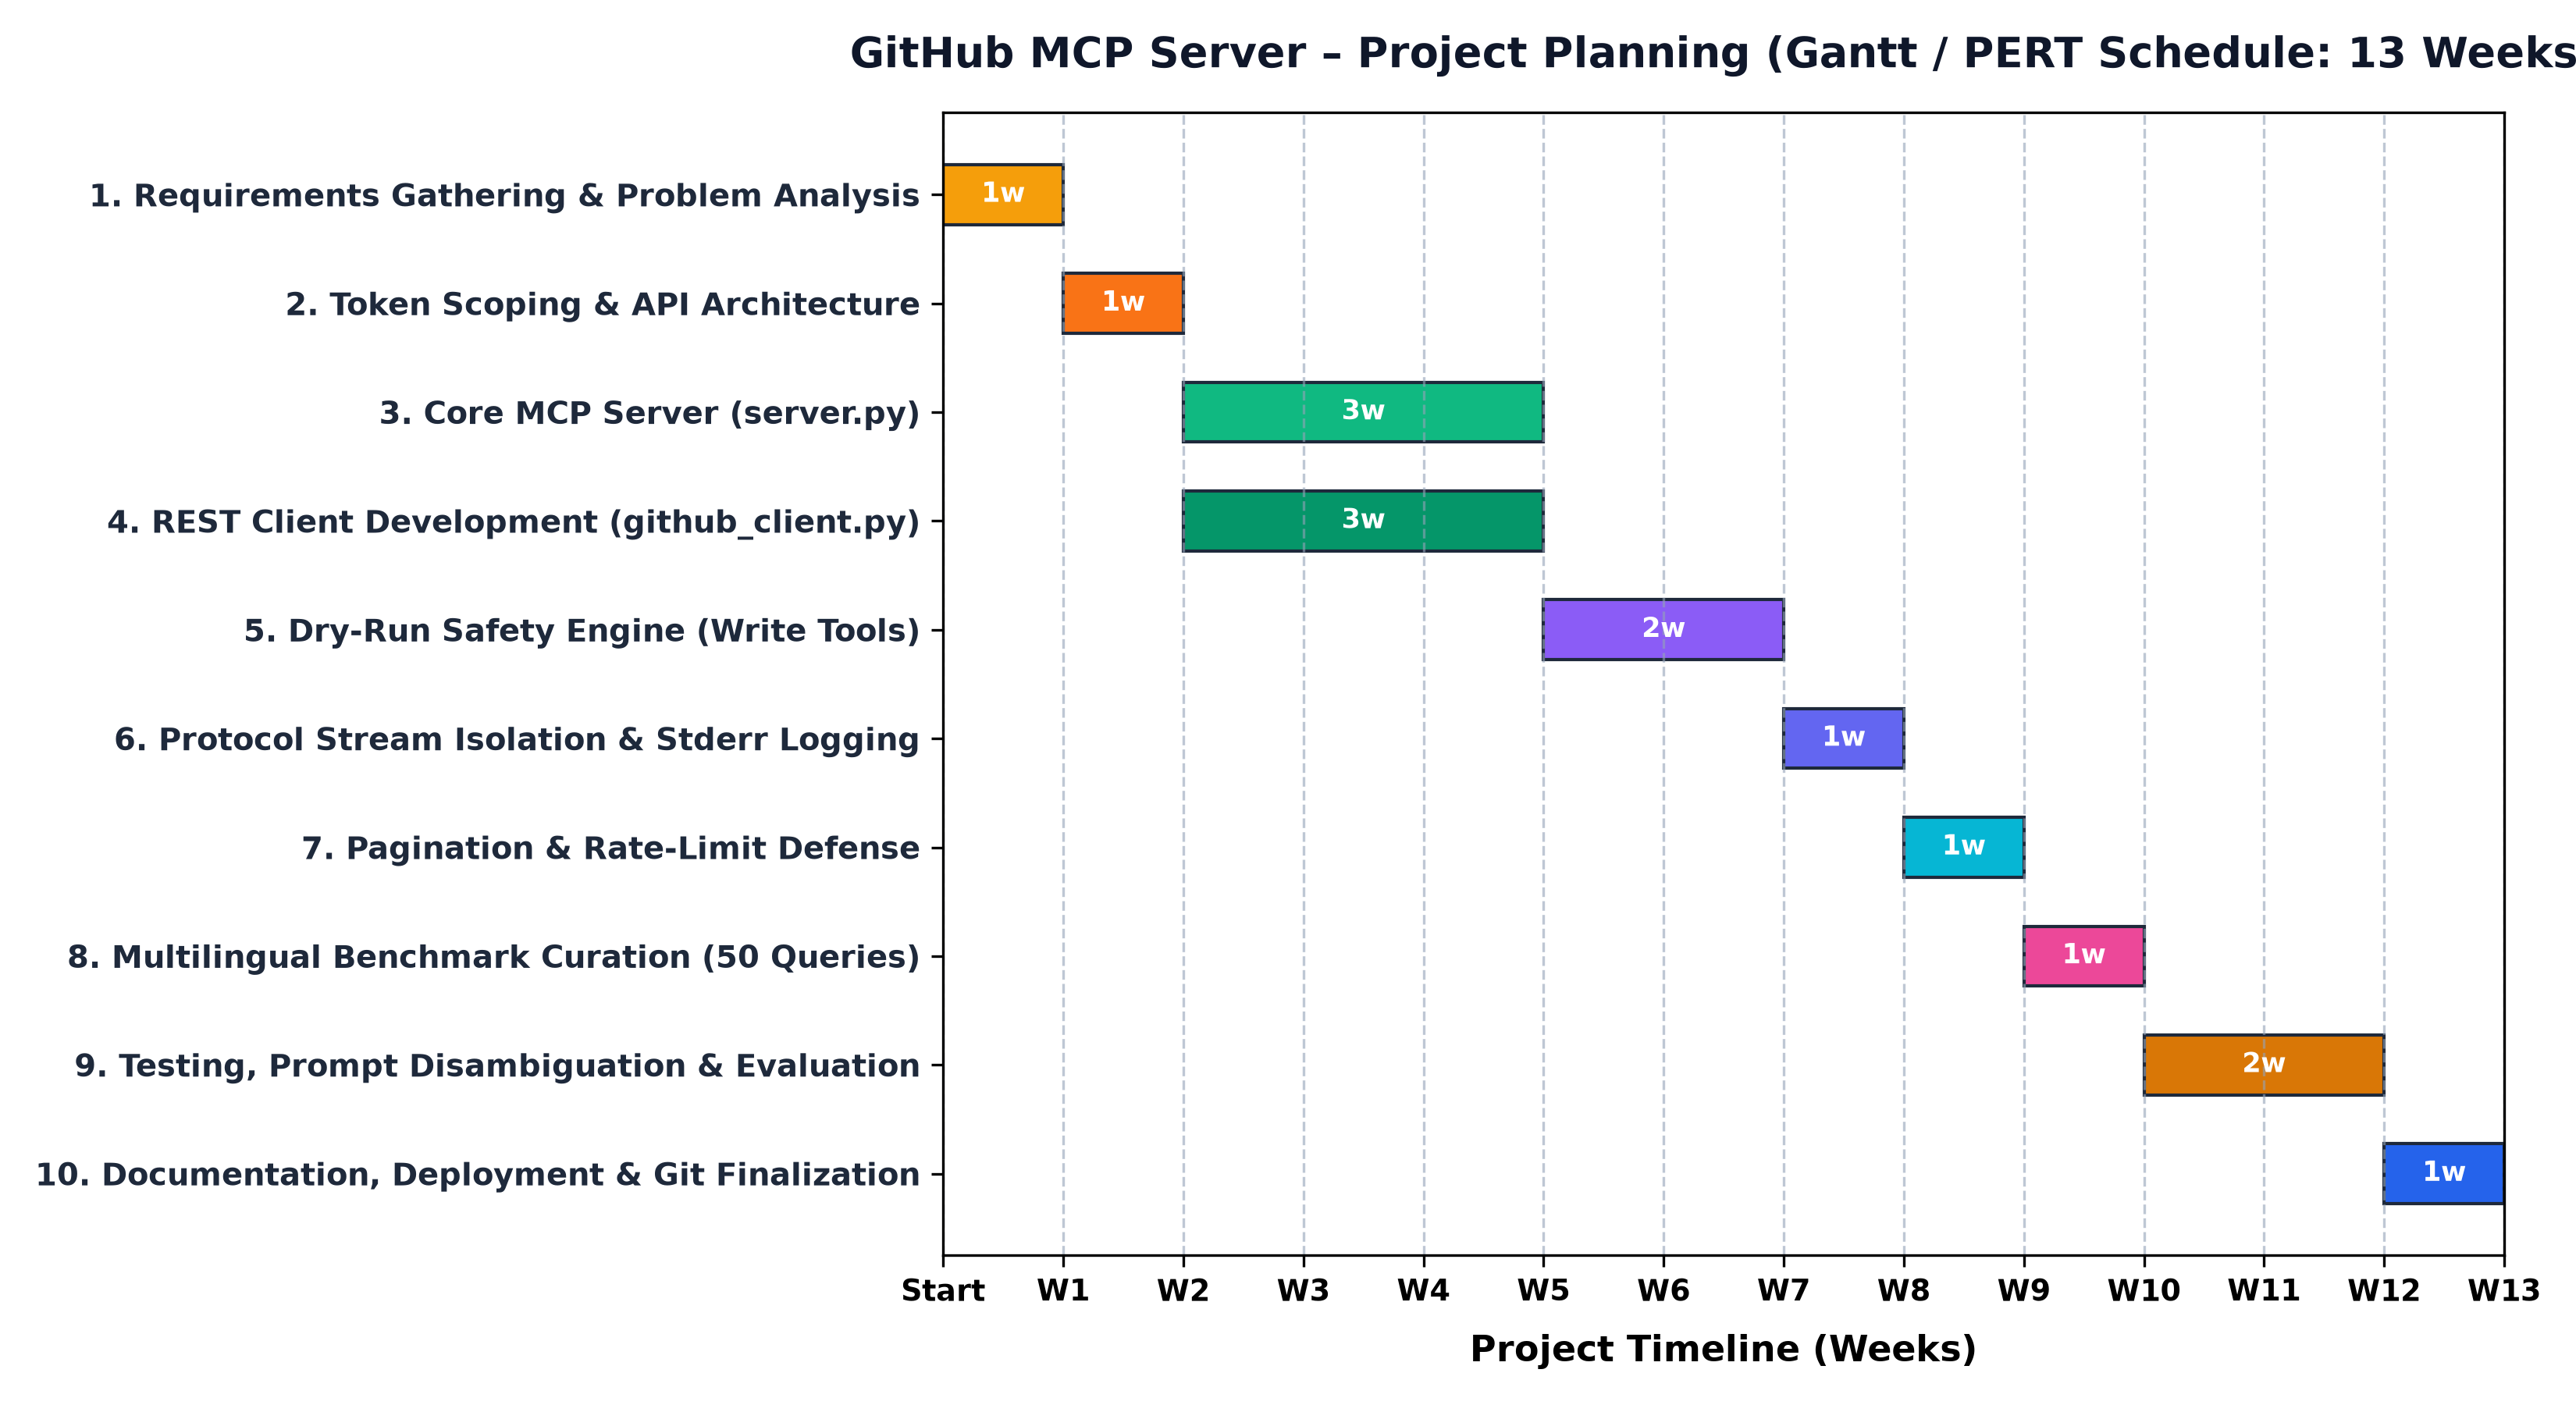 GitHub MCP Server – Project Planning (Gantt / PERT Schedule: 13 Weeks
1. Requirements Gathering & Problem Analysis
1w
2. Token Scoping & API Architecture
1w
3. Core MCP Server (server.py)
3w
4. REST Client Development (github_client.py)
3w
5. Dry-Run Safety Engine (Write Tools)
2w
6. Protocol Stream Isolation & Stderr Logging
1w
7. Pagination & Rate-Limit Defense
1w
8. Multilingual Benchmark Curation (50 Queries)
1w
9. Testing, Prompt Disambiguation & Evaluation
2w
10. Documentation, Deployment & Git Finalization
1w
Start W1 W2 W3 W4 W5 W6 W7 W8 W9 W10 W11 W12 W13
Project Timeline (Weeks)